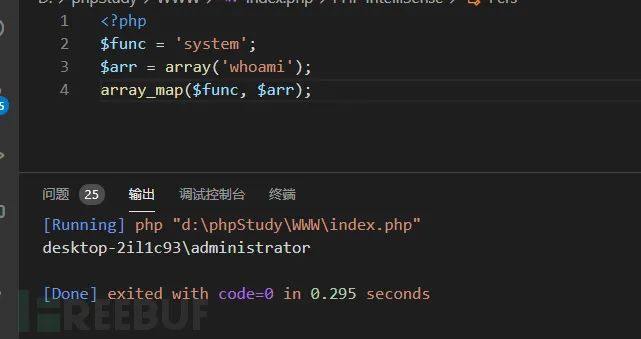 D: > phpStudy > WWW > index.php > PHP IntelliSense > Pers
1 <?php
2 $func = 'system';
3 $arr = array('whoami');
4 array_map($func, $arr);
5
问题 25 输出 调试控制台 终端
[Running] php "d:\phpStudy\WWW\index.php"
desktop-2il1c93\administrator
[Done] exited with code=0 in 0.295 seconds
FREEBUF